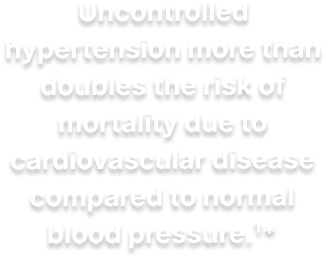 Uncontrolled
hypertension more than
doubles the risk of
mortality due to
cardiovascular disease
compared to normal
blood pressure.¹*